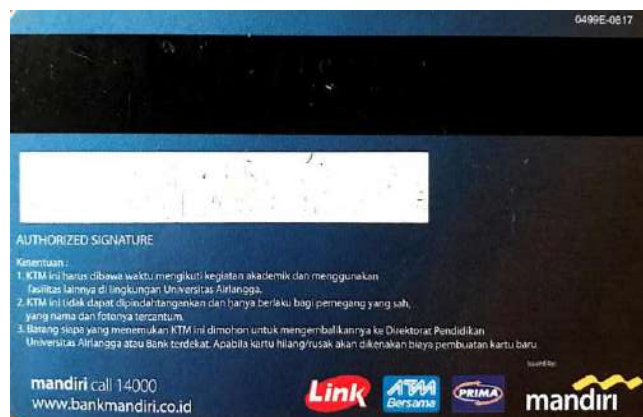 0499E-0817
AUTHORIZED SIGNATURE
Ketentuan :
1. KTM ini harus dibawa waktu mengikuti kegiatan akademik dan menggunakan
fasilitas lainnya di lingkungan Universitas Airlangga.
2. KTM ini tidak dapat dipindahtangankan dan hanya berlaku bagi pemegang yang sah,
yang nama dan fotonya tercantum.
3. Barang siapa yang menemukan KTM ini dimohon untuk mengembalikannya ke Direktorat Pendidikan
Universitas Airlangga atau Bank terdekat. Apabila kartu hilang/rusak akan dikenakan biaya pembuatan kartu baru
Issued By:
mandiri call 14000
www.bankmandiri.co.id
Link
ATM
Bersama
PRIMA
mandiri